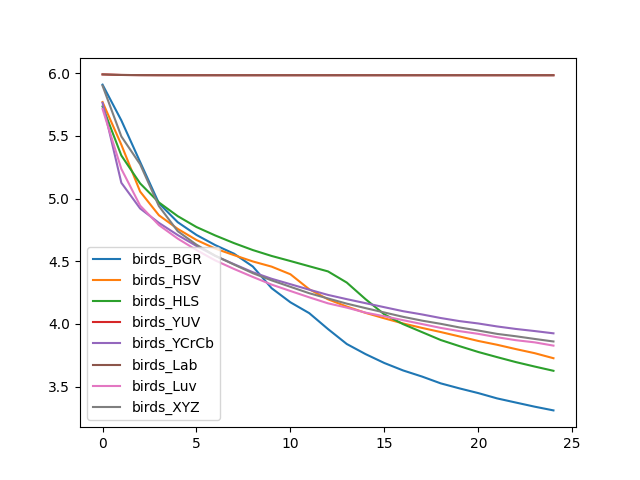 6.0
5.5
5.0
4.5
4.0
3.5
birds_BGR
birds_HSV
birds_HLS
birds_YUV
birds_YCrCb
birds_Lab
birds_Luv
birds_XYZ
0 5 10 15 20 25